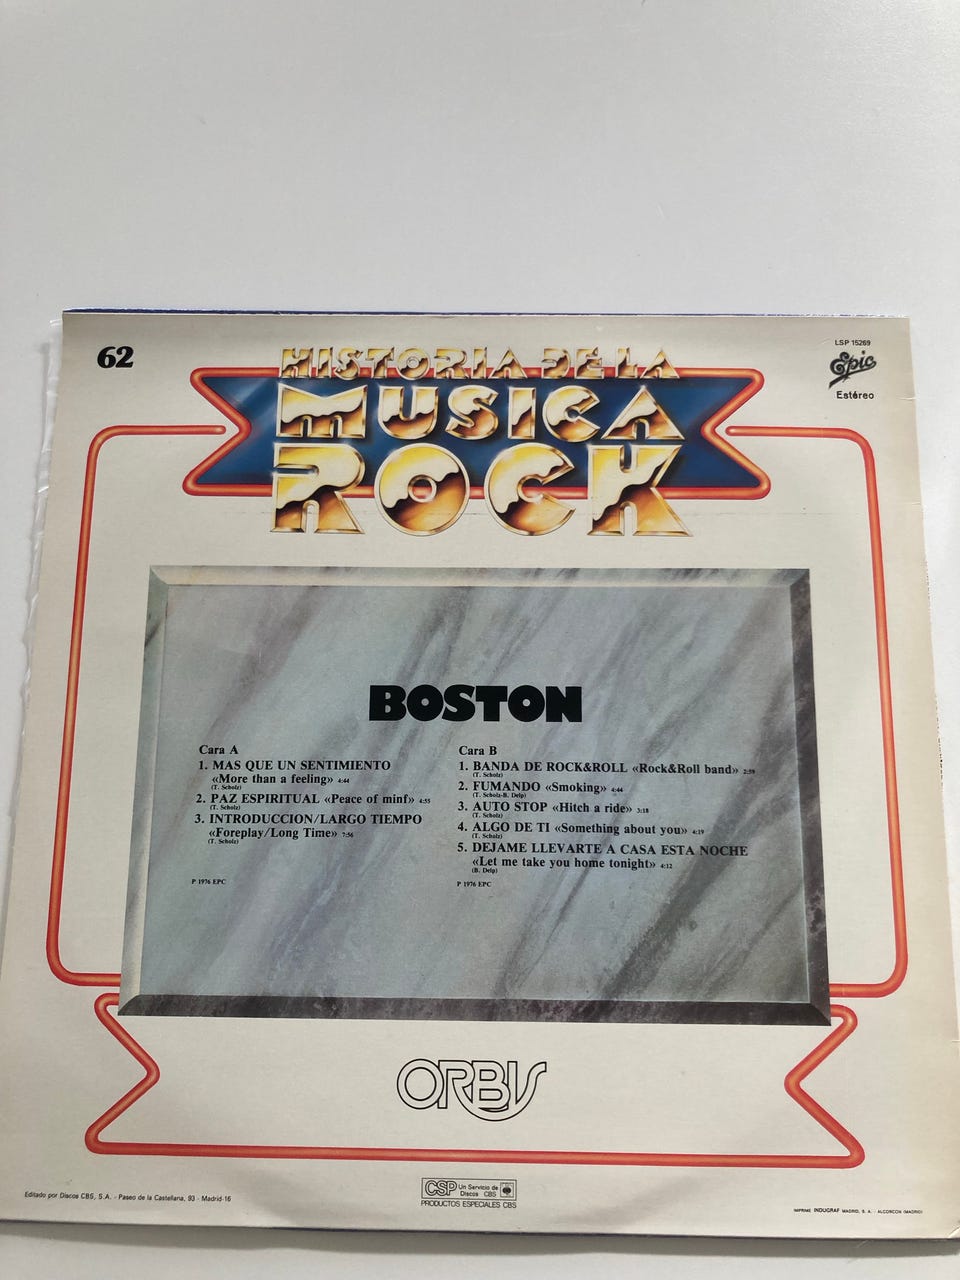 62
HISTORIA DE LA
MUSICA
ROCK
LSP 15269
Epic
Estéreo
BOSTON
Cara A
1. MAS QUE UN SENTIMIENTO
«More than a feeling» 4:44
(T. Scholz)
2. PAZ ESPIRITUAL «Peace of minf» 4:55
(T. Scholz)
3. INTRODUCCION/LARGO TIEMPO
«Foreplay/Long Time» 7:56
(T. Scholz)
P 1976 EPC
Cara B
1. BANDA DE ROCK&ROLL «Rock&Roll band» 2:59
(T. Scholz)
2. FUMANDO «Smoking» 4:44
(T. Scholz-B. Delp)
3. AUTO STOP «Hitch a ride» 3:18
(T. Scholz)
4. ALGO DE TI «Something about you» 4:19
(T. Scholz)
5. DEJAME LLEVARTE A CASA ESTA NOCHE
«Let me take you home tonight» 4:12
(B. Delp)
P 1976 EPC
ORBIS
Editado por Discos CBS, S.A. - Paseo de la Castellana, 93 - Madrid-16
CSP Un Servicio de
Discos CBS
PRODUCTOS ESPECIALES CBS
IMPRIME INDUGRAF MADRID, S. A. - ALCORCON (MADRID)